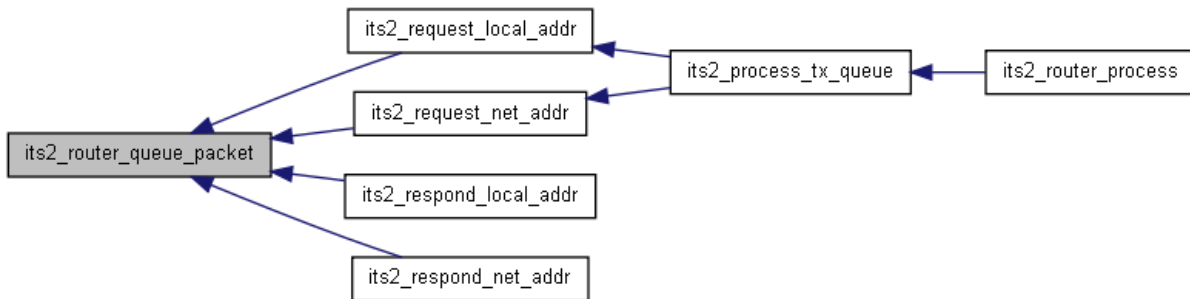 its2_request_local_addr
its2_process_tx_queue
its2_router_process
its2_request_net_addr
its2_router_queue_packet
its2_respond_local_addr
its2_respond_net_addr